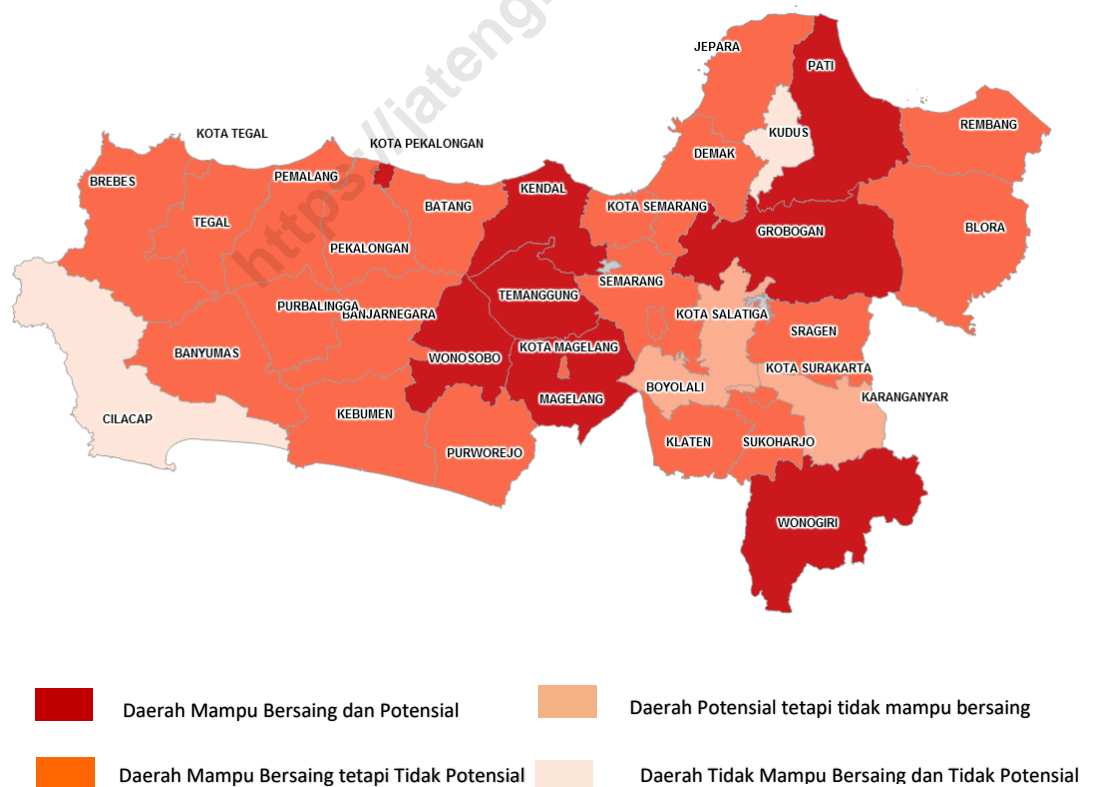 https://jateng
JEPARA
PATI
KOTA TEGAL
KOTA PEKALONGAN
KUDUS
REMBANG
DEMAK
BREBES
PEMALANG
KENDAL
BATANG
KOTA SEMARANG
TEGAL
GROBOGAN
BLORA
PEKALONGAN
SEMARANG
TEMANGGUNG
PURBALINGGA
BANJARNEGARA
KOTA SALATIGA
SRAGEN
KOTA MAGELANG
BANYUMAS
WONOSOBO
KOTA SURAKARTA
BOYOLALI
MAGELANG
KARANGANYAR
KEBUMEN
CILACAP
KLATEN
SUKOHARJO
PURWOREJO
WONOGIRI
Daerah Mampu Bersaing dan Potensial
Daerah Potensial tetapi tidak mampu bersaing
Daerah Mampu Bersaing tetapi Tidak Potensial
Daerah Tidak Mampu Bersaing dan Tidak Potensial